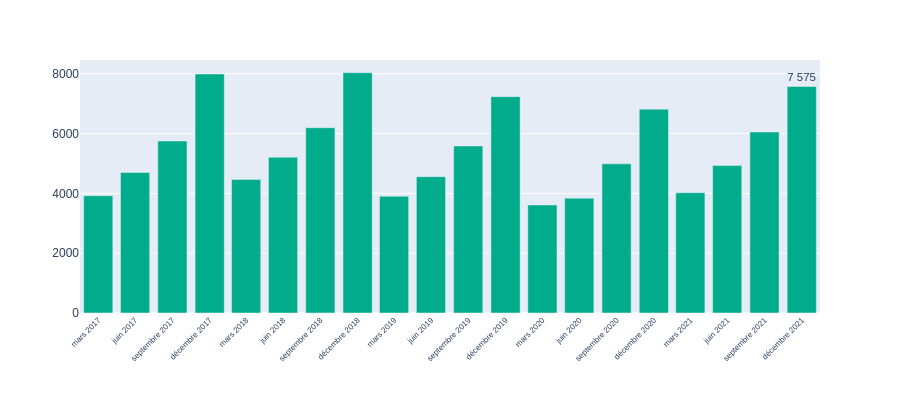 8000
6000
4000
2000
0
7 575
mars 2017
juin 2017
septembre 2017
décembre 2017
mars 2018
juin 2018
septembre 2018
décembre 2018
mars 2019
juin 2019
septembre 2019
décembre 2019
mars 2020
juin 2020
septembre 2020
décembre 2020
mars 2021
juin 2021
septembre 2021
décembre 2021